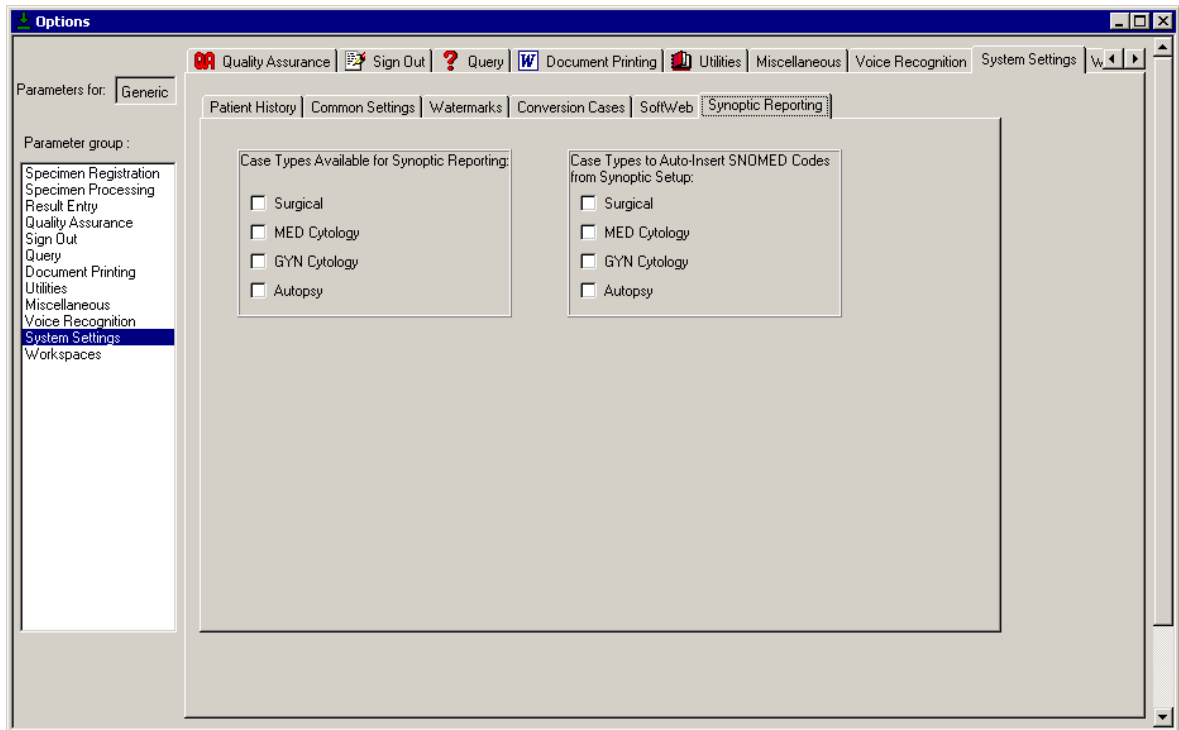 Options
QA Quality Assurance Sign Out ? Query W Document Printing Utilities Miscellaneous Voice Recognition System Settings
Parameters for: Generic
Patient History Common Settings Watermarks Conversion Cases SoftWeb Synoptic Reporting
Parameter group :
Specimen Registration
Specimen Processing
Result Entry
Quality Assurance
Sign Out
Query
Document Printing
Utilities
Miscellaneous
Voice Recognition
System Settings
Workspaces
Case Types Available for Synoptic Reporting:
Surgical
MED Cytology
GYN Cytology
Autopsy
Case Types to Auto-Insert SNOMED Codes
from Synoptic Setup:
Surgical
MED Cytology
GYN Cytology
Autopsy